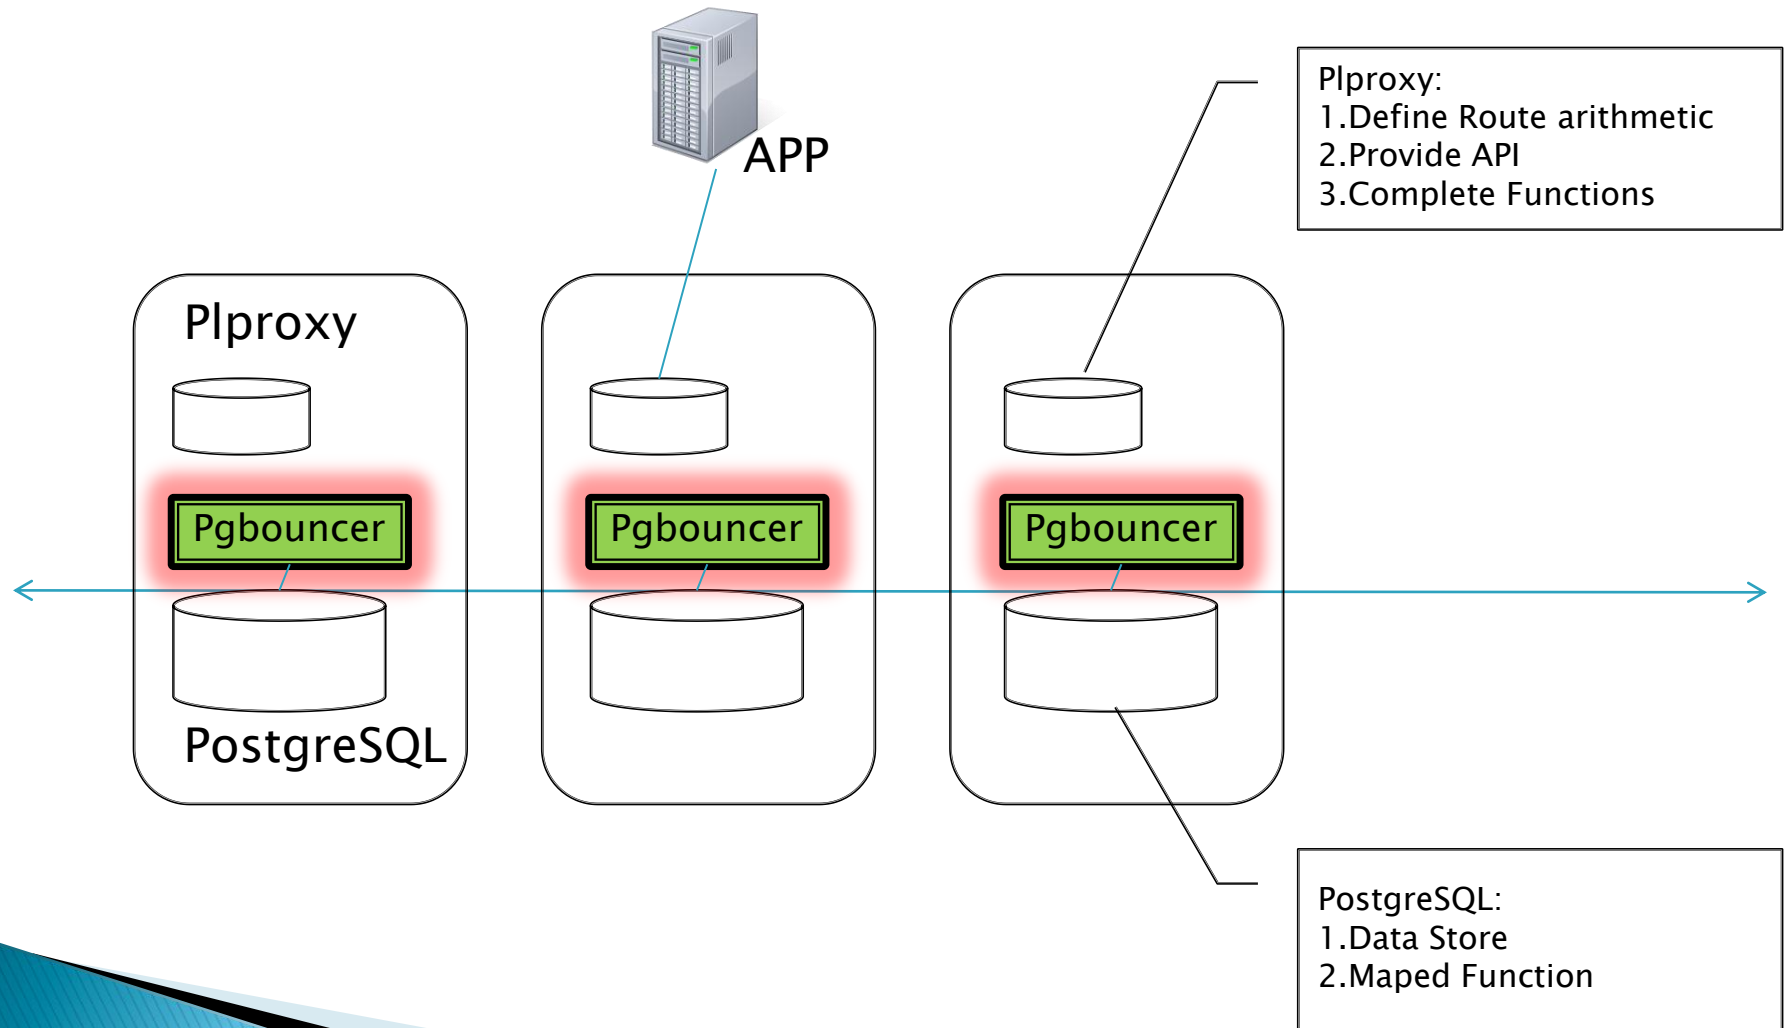 APP
Plproxy:
1.Define Route arithmetic
2.Provide API
3.Complete Functions
Plproxy
Pgbouncer
Pgbouncer
Pgbouncer
PostgreSQL
PostgreSQL:
1.Data Store
2.Maped Function